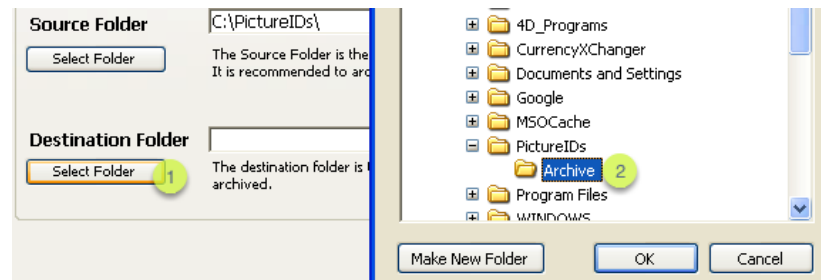 Source Folder
C:\PictureIDs\
Select Folder
The Source Folder is the
It is recommended to arc
Destination Folder
Select Folder
1
The destination folder is
archived.
4D_Programs
CurrencyXChanger
Documents and Settings
Google
MSOCache
PictureIDs
Archive
2
Program Files
WINDOWS
Make New Folder
OK
Cancel